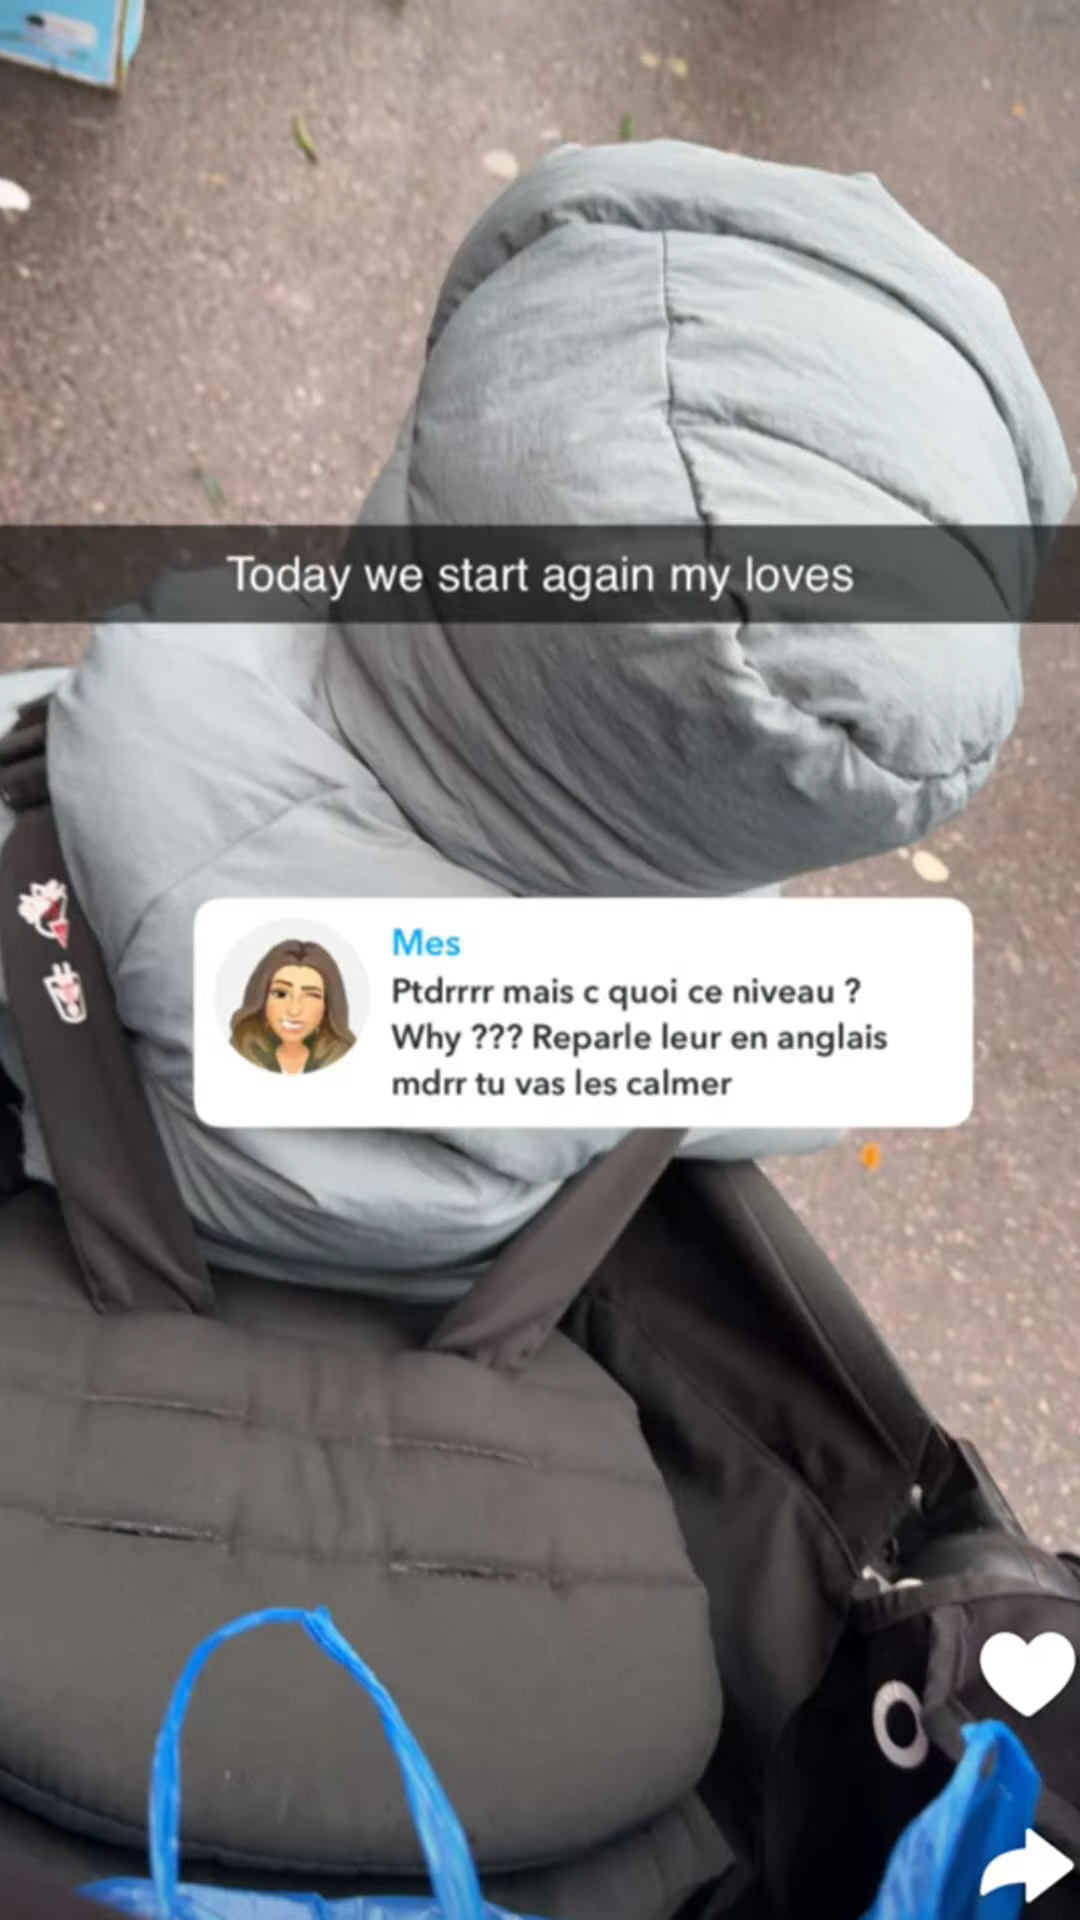 Today we start again my loves
Mes
Ptdrrrr mais c quoi ce niveau ?
Why ??? Reparle leur en anglais
mdrr tu vas les calmer